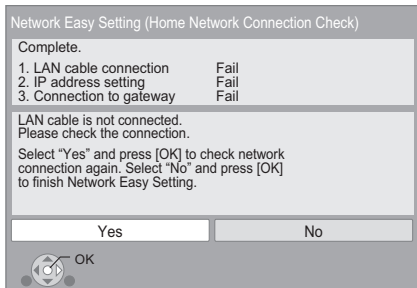 Network Easy Setting (Home Network Connection Check)
Complete.
1. LAN cable connection Fail
2. IP address setting Fail
3. Connection to gateway Fail
LAN cable is not connected.
Please check the connection.
Select “Yes” and press [OK] to check network
connection again. Select “No” and press [OK]
to finish Network Easy Setting.
Yes No
OK